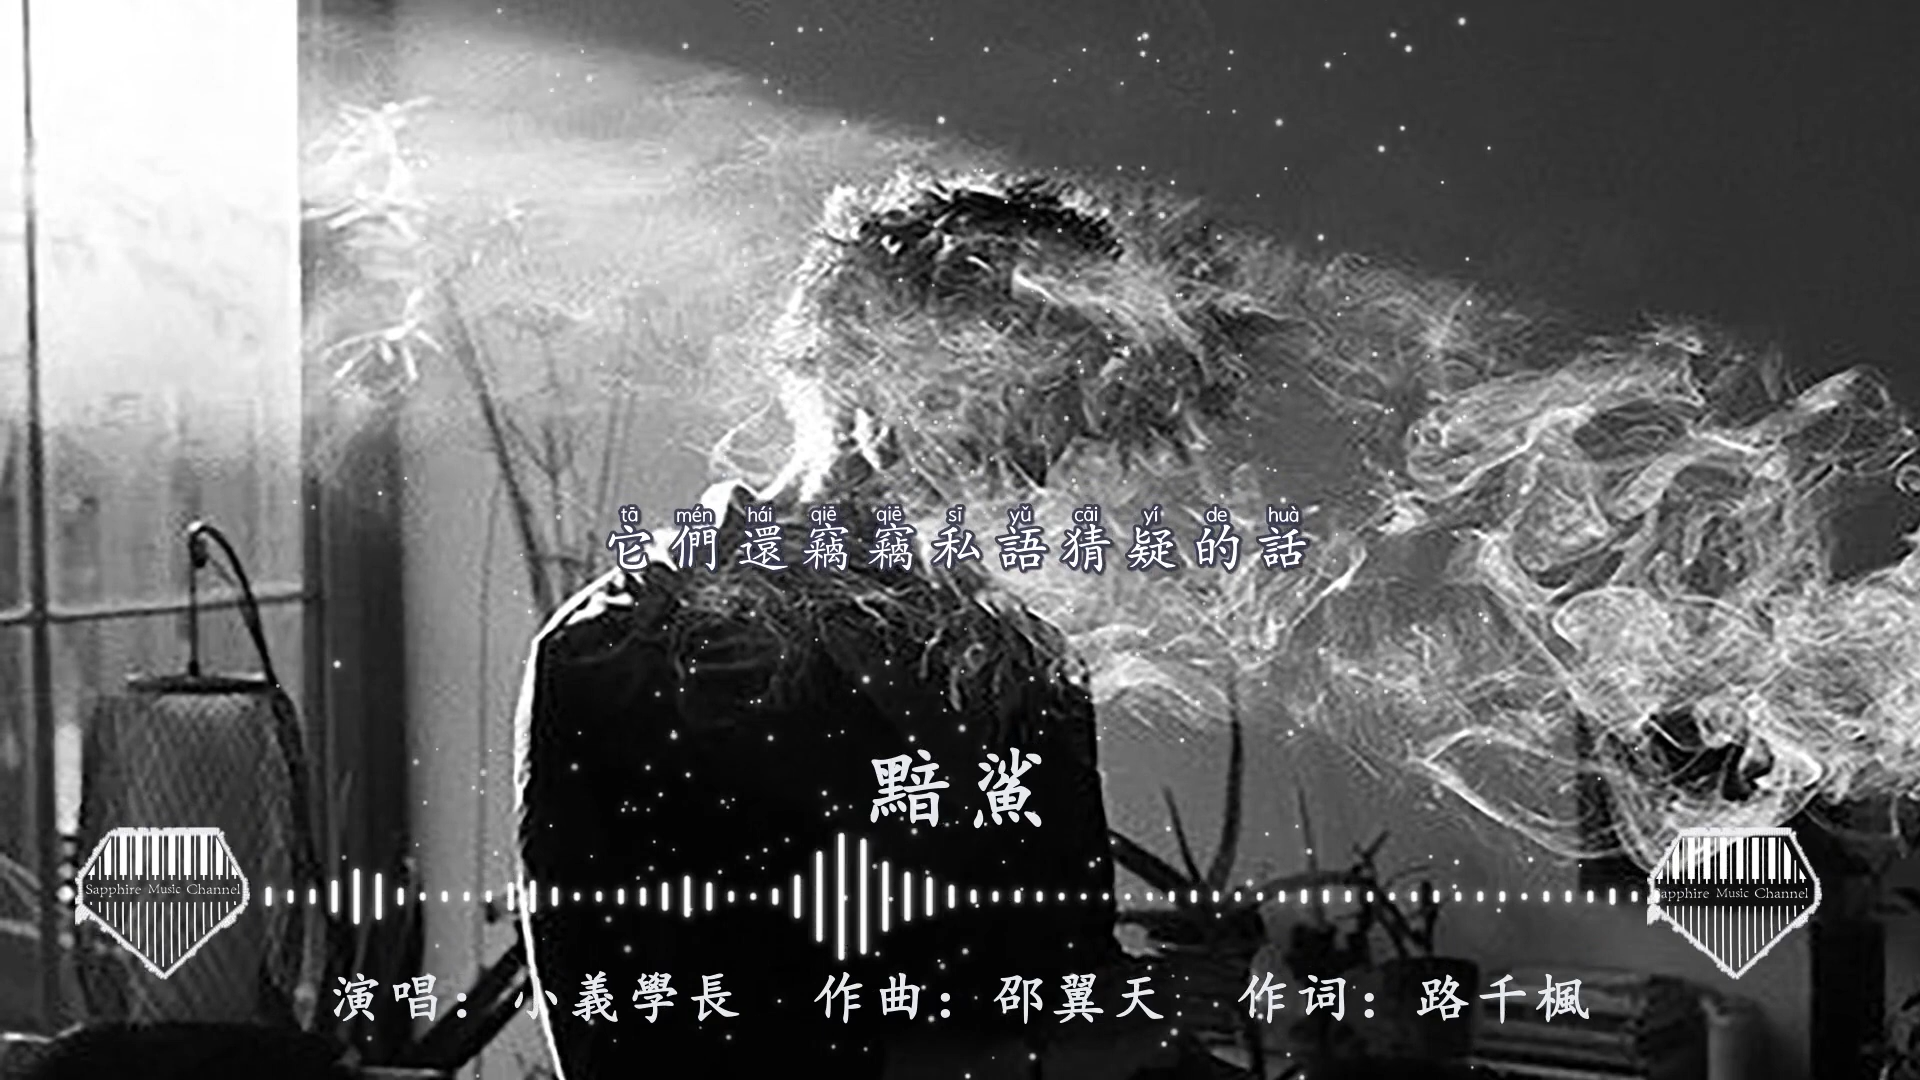 tā mén hái qiē qiē sī yǔ cāi yí de huà
它們還竊竊私語猜疑的話
黯鯊
Sapphire Music Channel
Sapphire Music Channel
演唱：小義學長 作曲：邵翼天 作词：路千楓